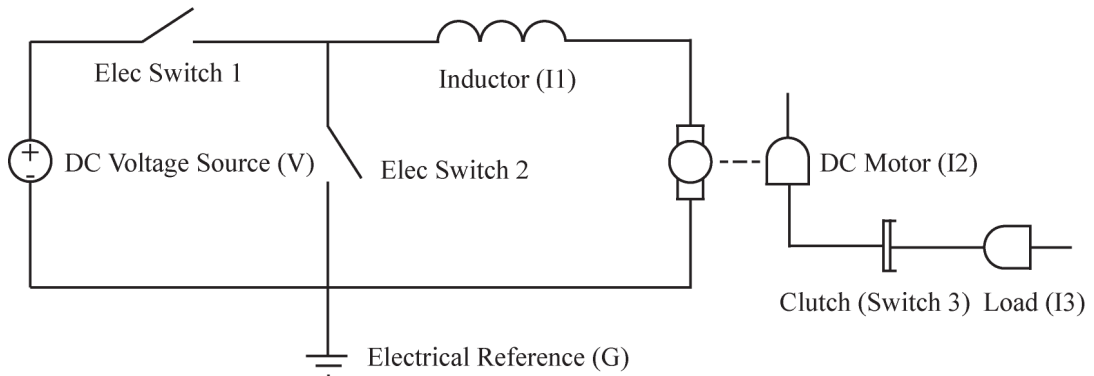 Elec Switch 1
Inductor (I1)
+
-
DC Voltage Source (V)
Elec Switch 2
DC Motor (I2)
Clutch (Switch 3)
Load (I3)
Electrical Reference (G)